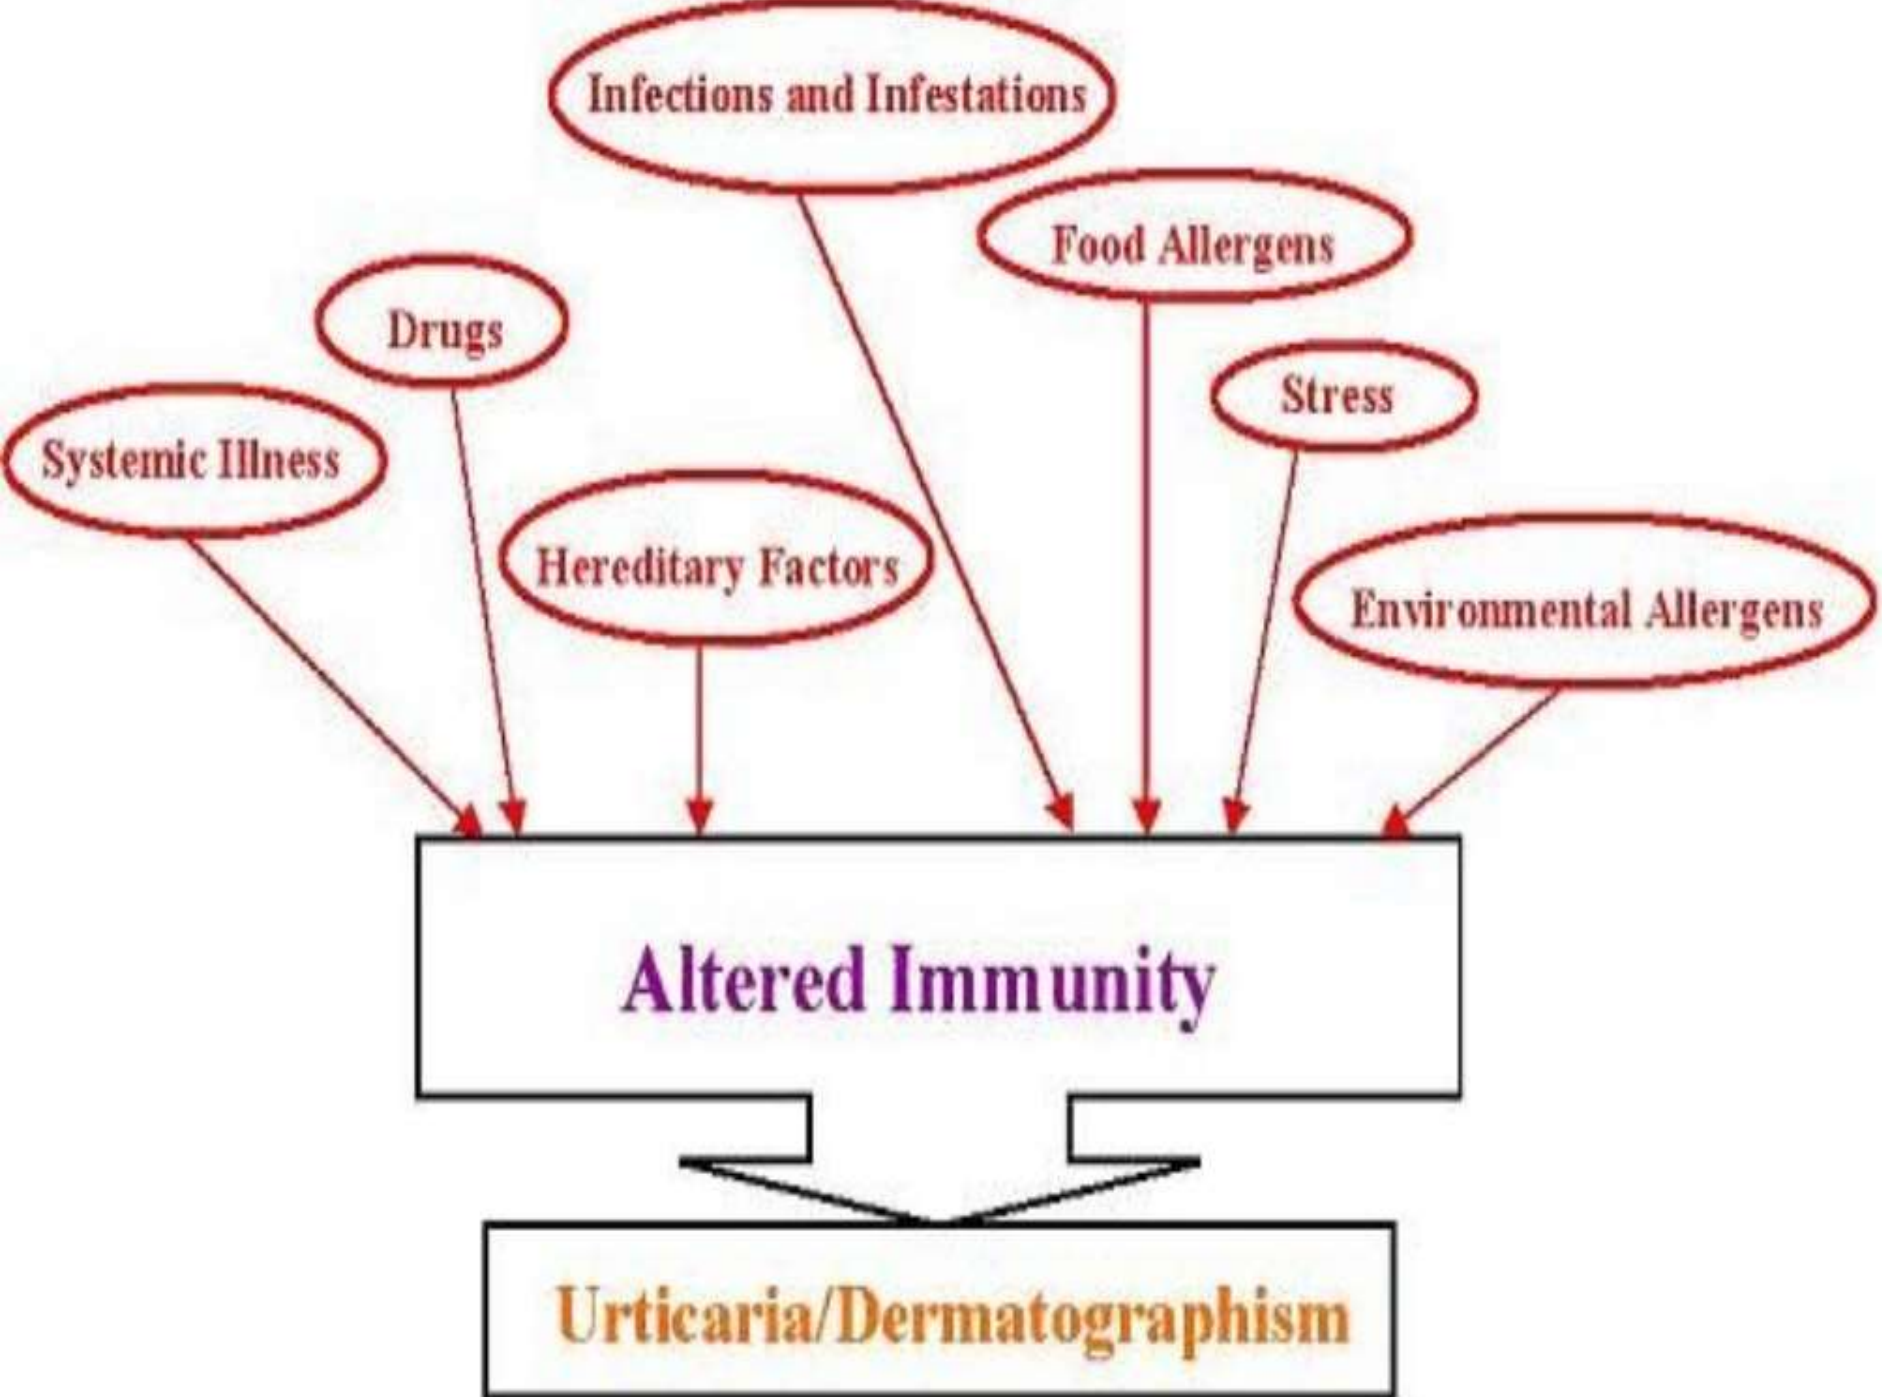 Infections and Infestations
Food Allergens
Drugs
Stress
Systemic Illness
Hereditary Factors
Environmental Allergens
Altered Immunity
Urticaria/Dermatographism